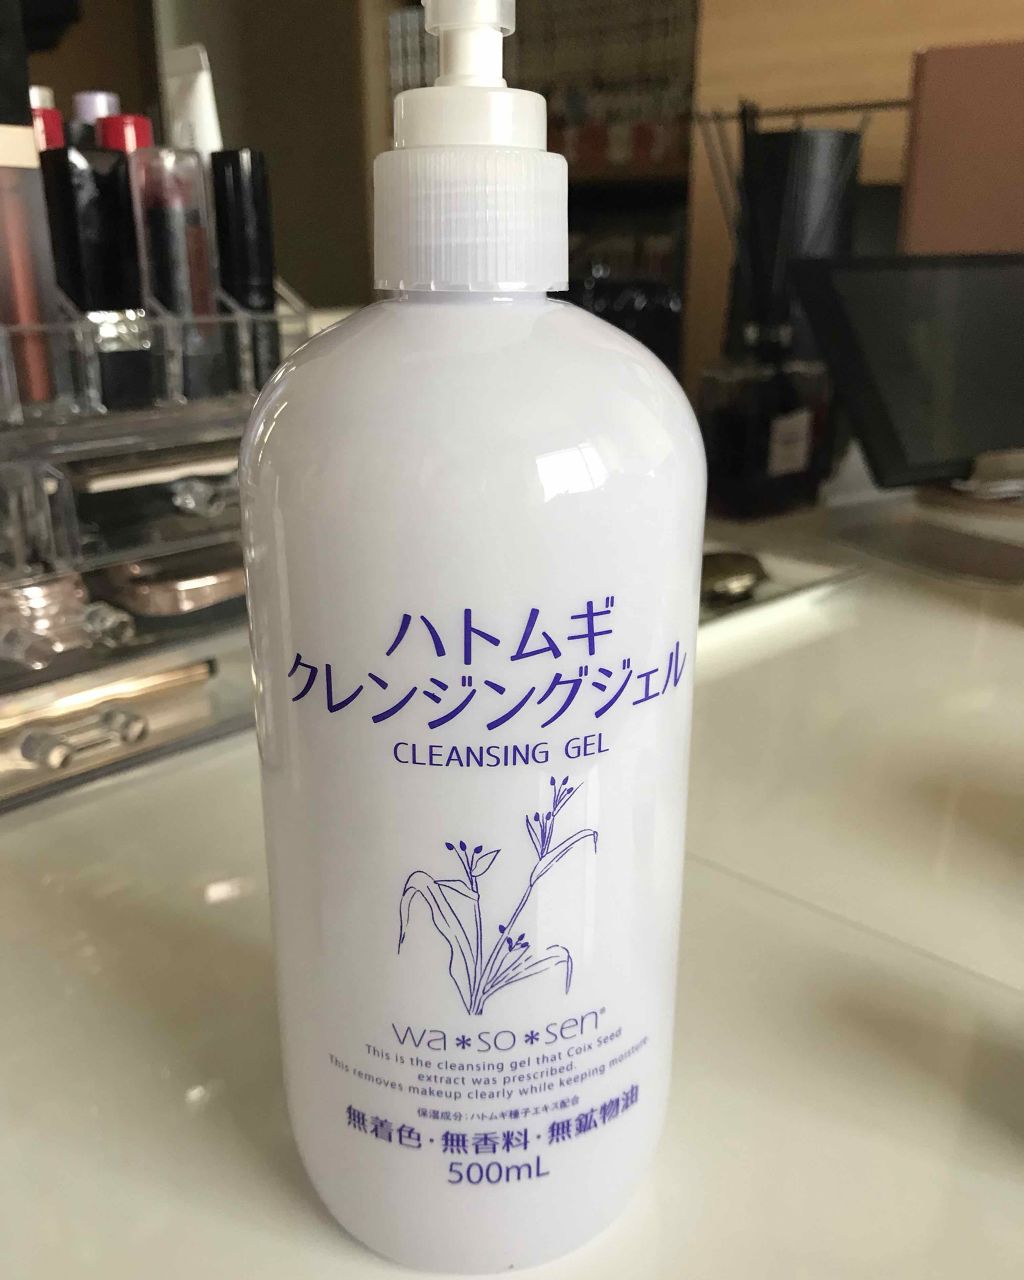 ハトムギ
クレンジングジェル
CLEANSING GEL
wa*so*sen®
This is the cleansing gel that Coix Seed
extract was prescribed.
This removes makeup clearly while keeping moisture.
保湿成分:ハトムギ種子エキス配合
無着色・無香料・無鉱物油
500mL